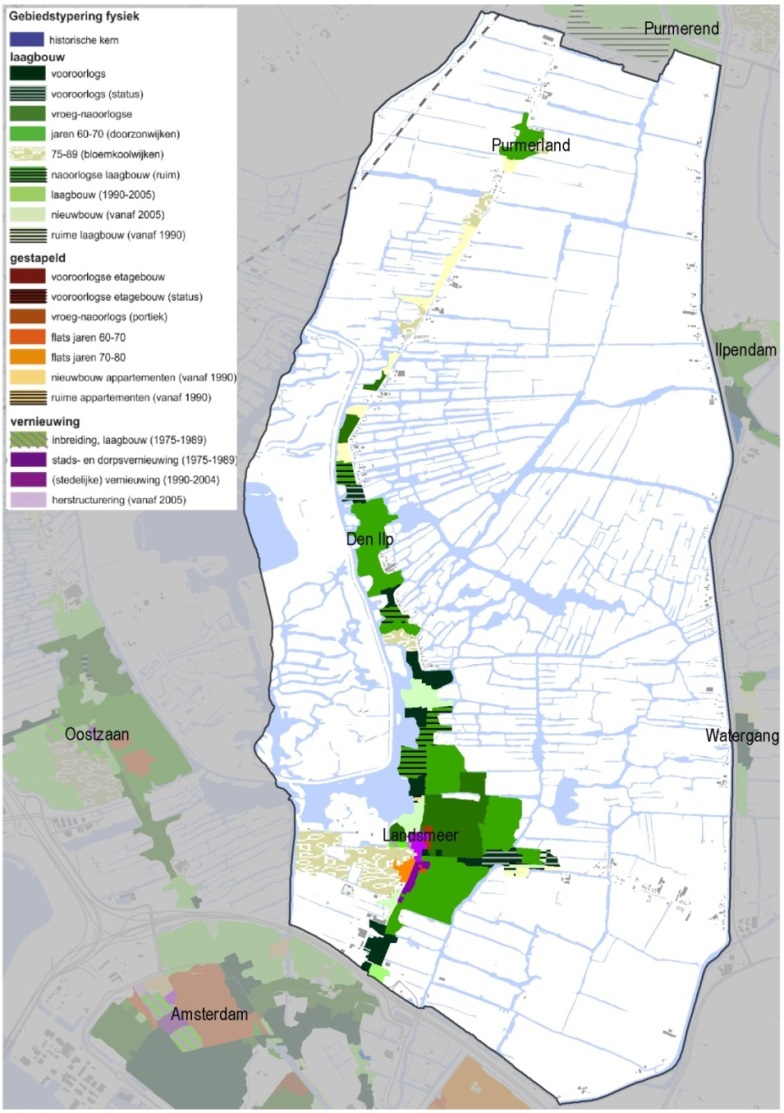 Gebiedstypering fysiek
historische kern
laagbouw
vooroorlogs
vooroorlogs (status)
vroeg-naoorlogse
jaren 60-70 (doorzonwijken)
75-89 (bloemkoolwijken)
naoorlogse laagbouw (ruim)
laagbouw (1990-2005)
nieuwbouw (vanaf 2005)
ruime laagbouw (vanaf 1990)
gestapeld
vooroorlogse etagebouw
vooroorlogse etagebouw (status)
vroeg-naoorlogs (portiek)
flats jaren 60-70
flats jaren 70-80
nieuwbouw appartementen (vanaf 1990)
ruime appartementen (vanaf 1990)
vernieuwing
inbreiding, laagbouw (1975-1989)
stads- en dorpsvernieuwing (1975-1989)
(stedelijke) vernieuwing (1990-2004)
herstructurering (vanaf 2005)
Purmerend
Purmerland
Ilpendam
Den Ilp
Oostzaan
Watergang
Landsmeer
Amsterdam